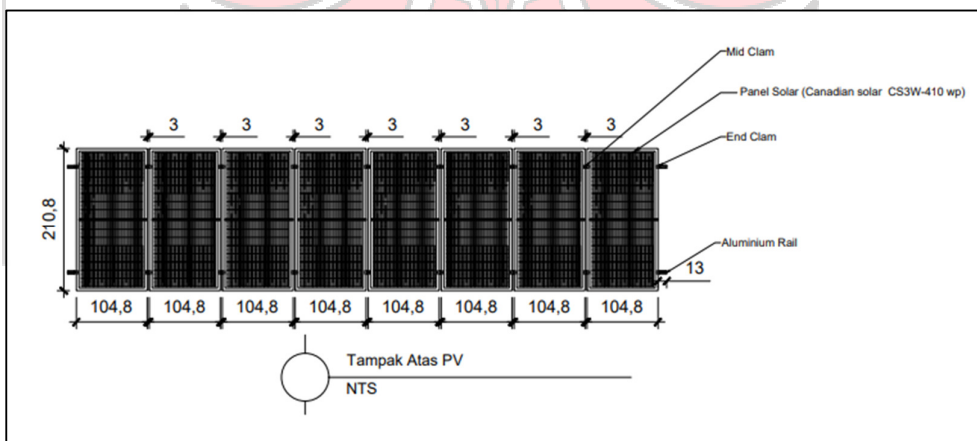 Mid Clam
Panel Solar (Canadian solar CS3W-410 wp)
3 3 3 3 3 3 3
End Clam
210,8
Aluminium Rail
13
104,8 104,8 104,8 104,8 104,8 104,8 104,8 104,8
Tampak Atas PV
NTS